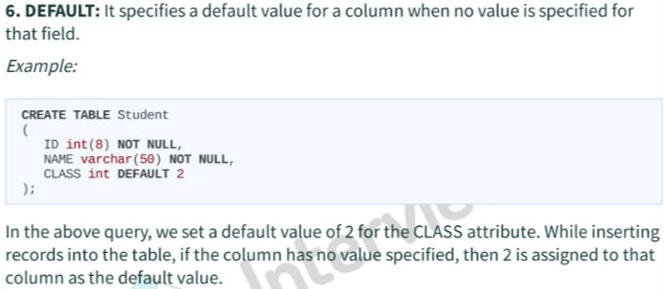 6. DEFAULT: It specifies a default value for a column when no value is specified for
that field.
Example:
CREATE TABLE Student
(
ID int(8) NOT NULL,
NAME varchar(50) NOT NULL,
CLASS int DEFAULT 2
);
In the above query, we set a default value of 2 for the CLASS attribute. While inserting
records into the table, if the column has no value specified, then 2 is assigned to that
column as the default value.